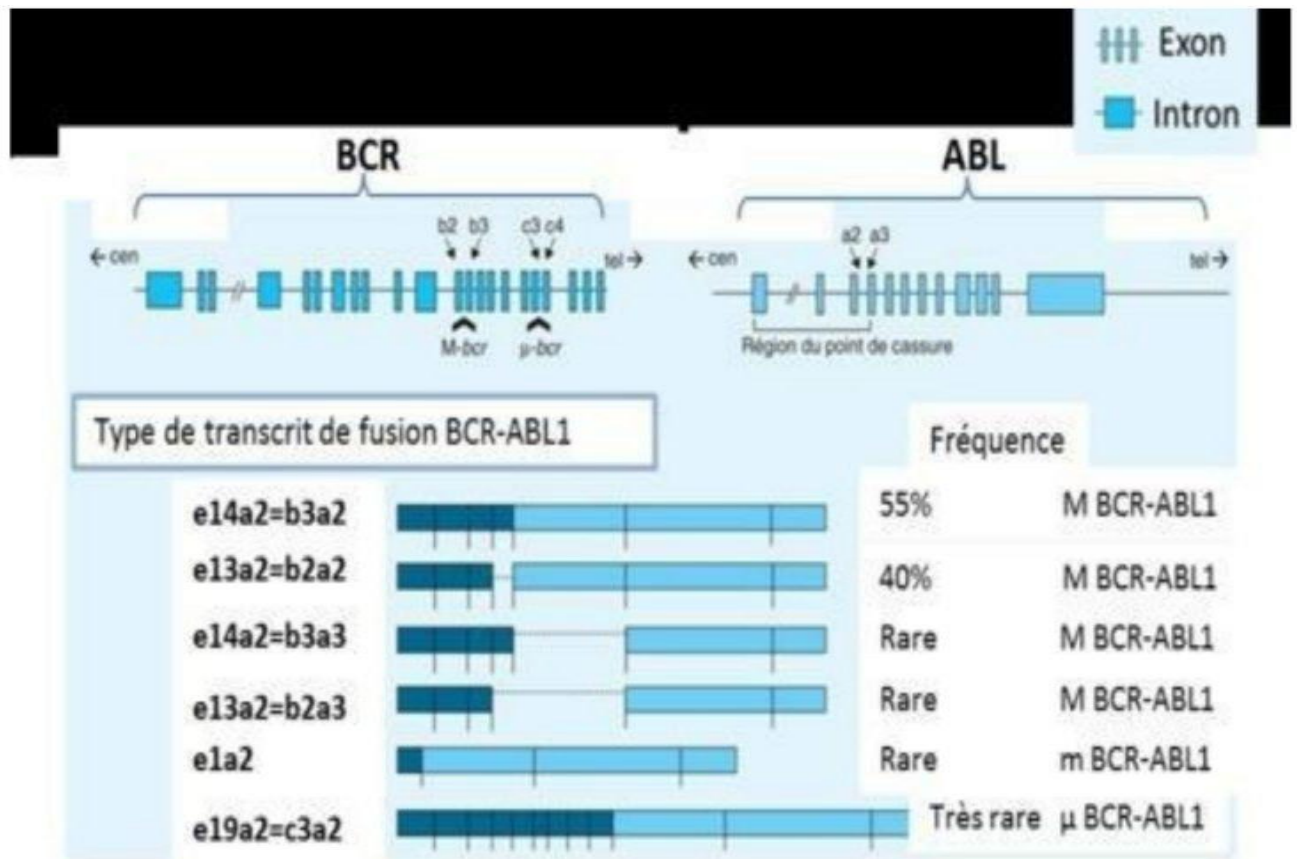 Exon
Intron
BCR
ABL
b2 b3
c3 c4
a2 a3
← cen
tel →
← cen
tel →
M-bcr
µ-bcr
Région du point de cassure
Type de transcrit de fusion BCR-ABL1
Fréquence
e14a2=b3a2 55% M BCR-ABL1
e13a2=b2a2 40% M BCR-ABL1
e14a2=b3a3 Rare M BCR-ABL1
e13a2=b2a3 Rare M BCR-ABL1
e1a2 Rare m BCR-ABL1
e19a2=c3a2 Très rare µ BCR-ABL1